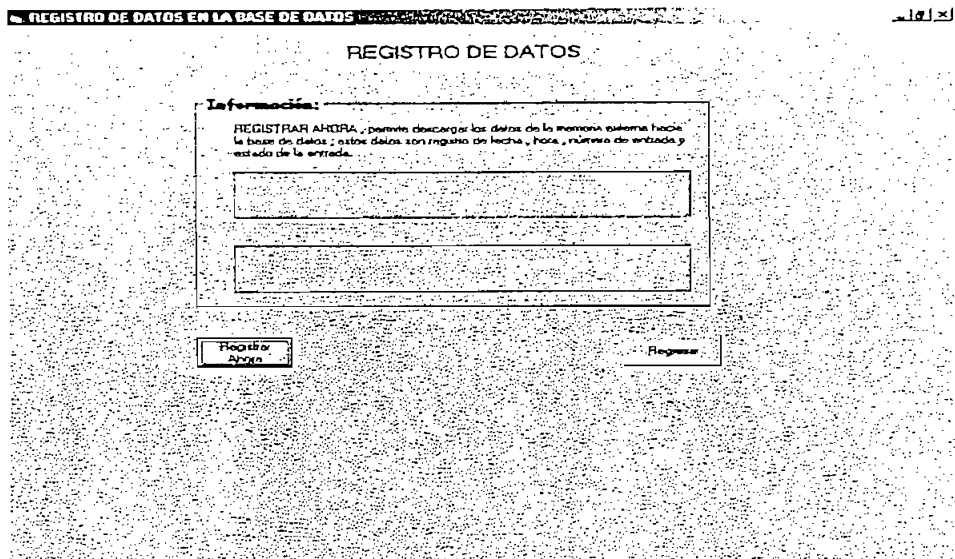 REGISTRO DE DATOS EN LA BASE DE DATOS
REGISTRO DE DATOS
Información:
REGISTRAR AHORA , permite descargar los datos de la memoria externa hacia
la base de datos ; estos datos son registro de fecha , hora , número de entrada y
estado de la entrada.
Registrar
Ahora
Regresar